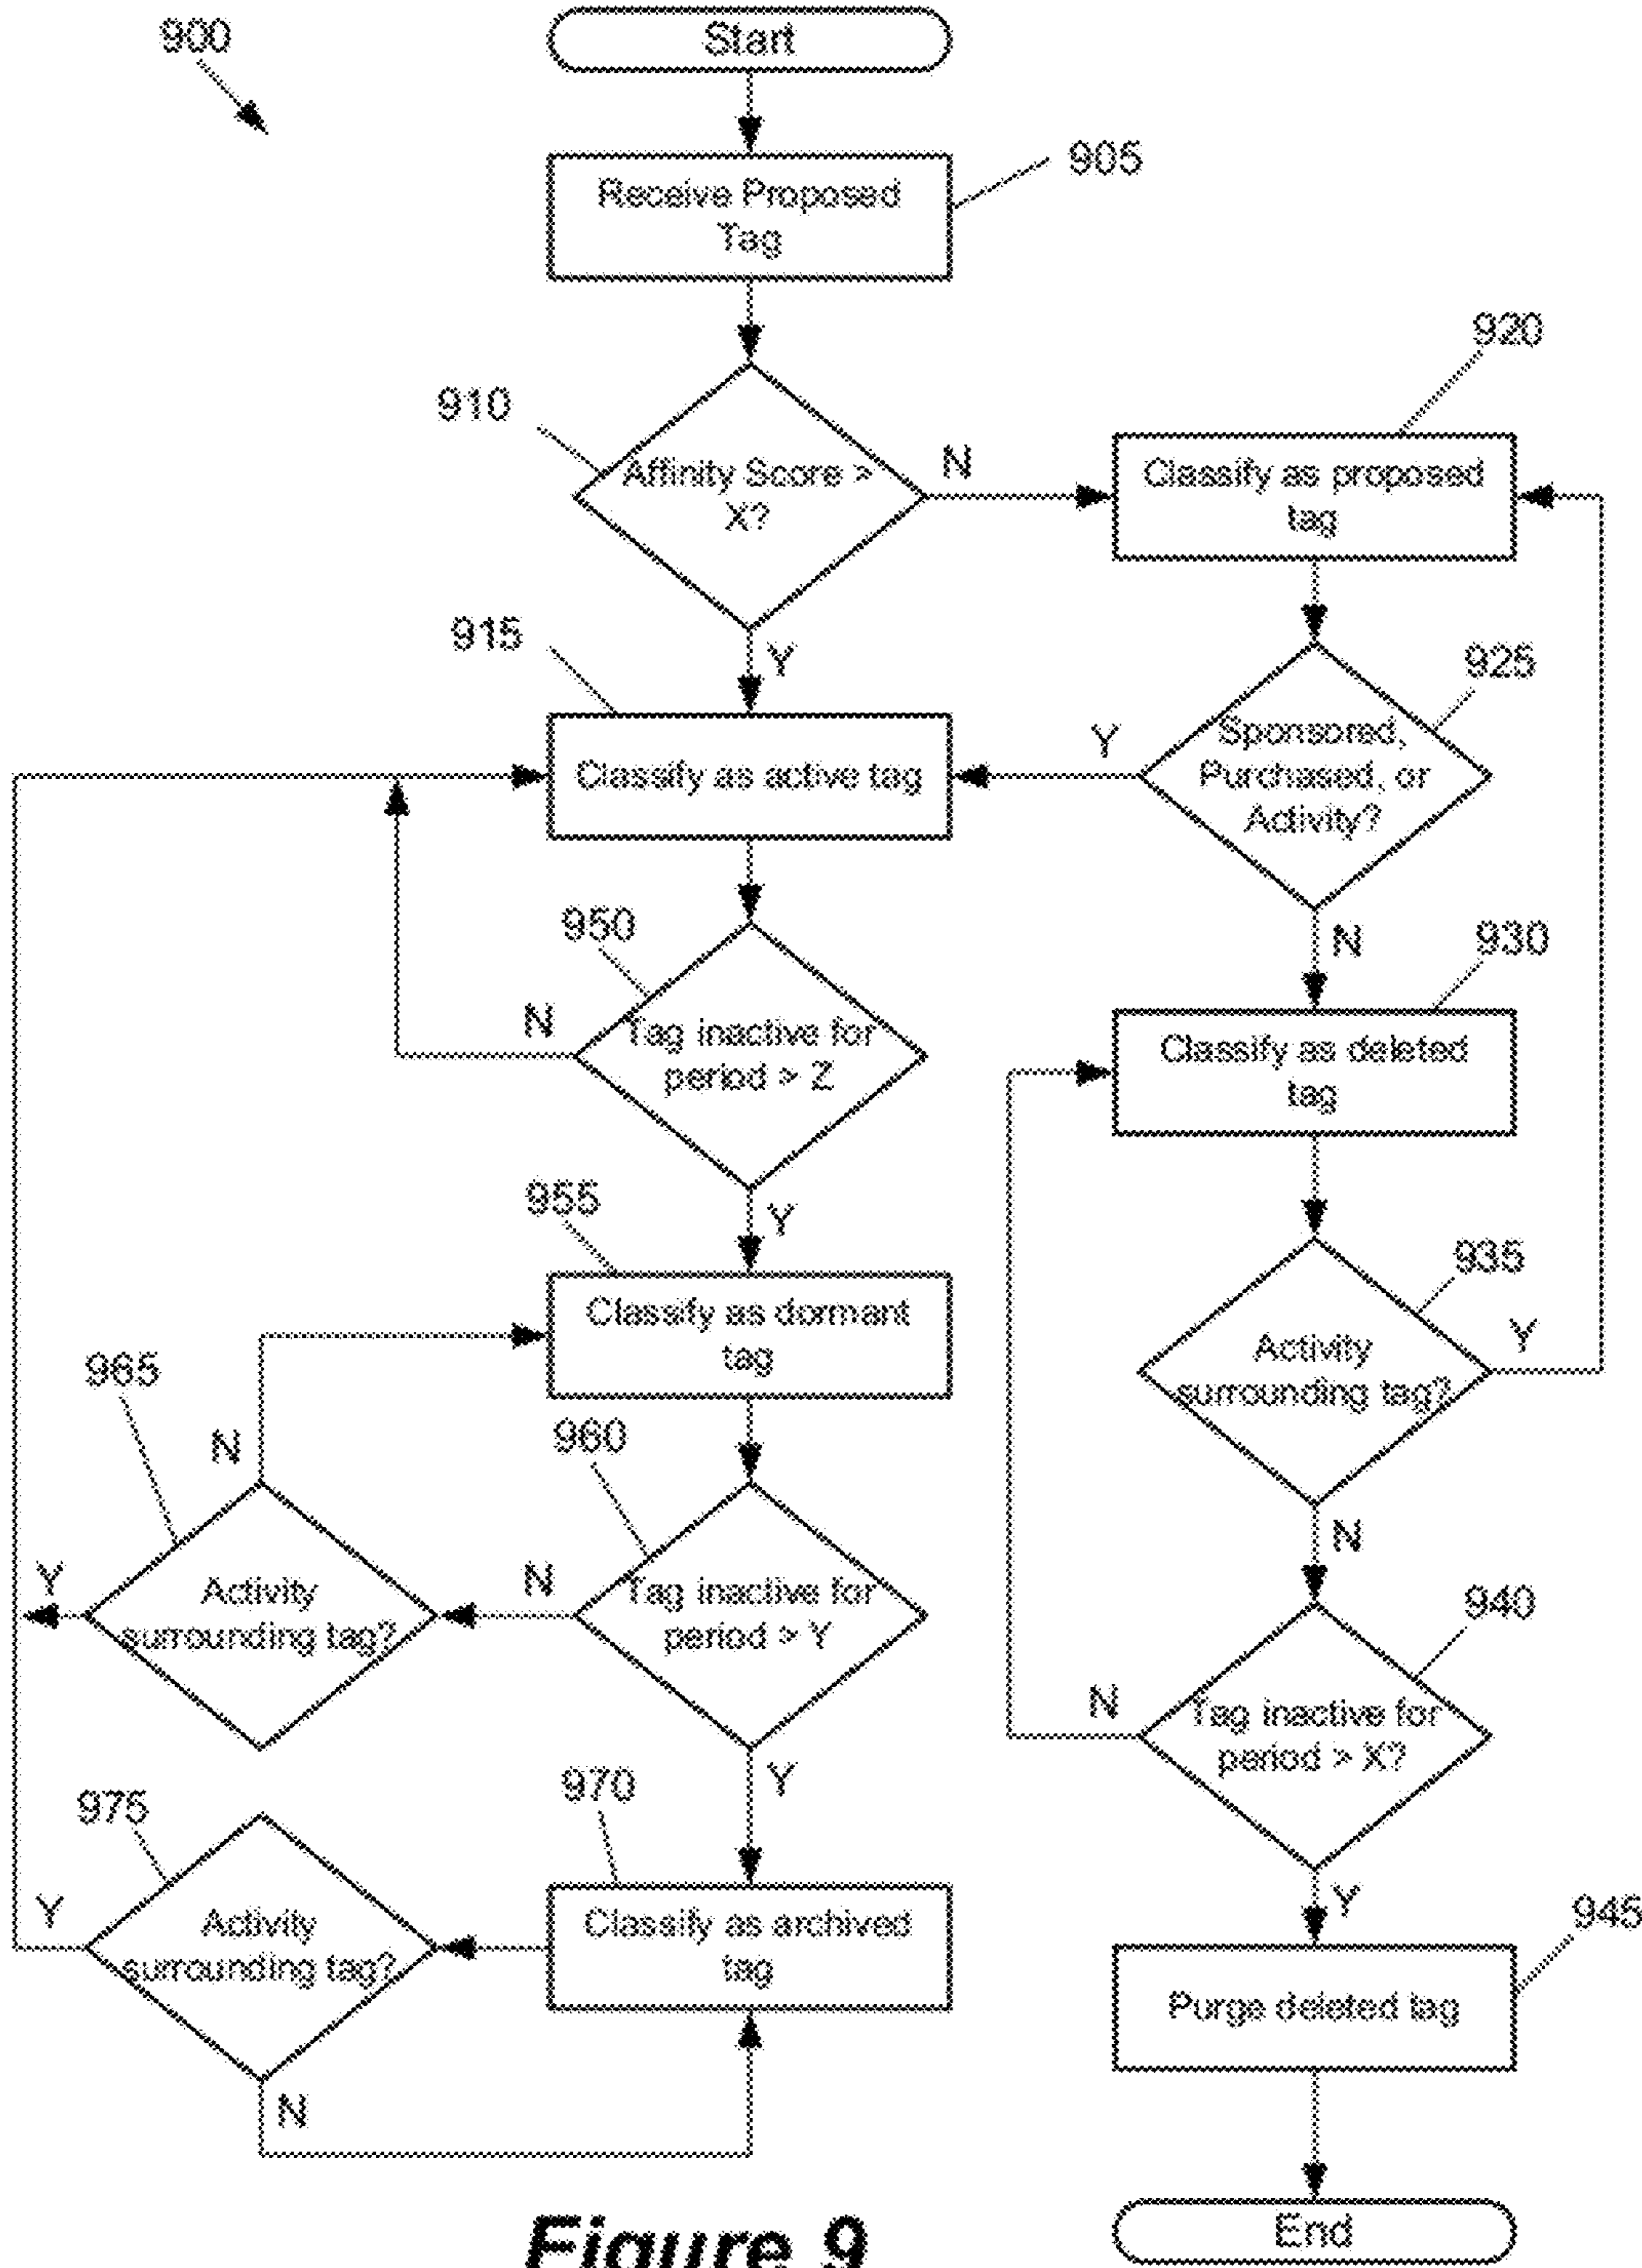 900
Start
905
Receive Proposed
Tag
910
Affinity Score >
X?
N
Y
920
Classify as proposed
tag
915
Classify as active tag
925
Sponsored,
Purchased, or
Activity?
Y
N
950
Tag inactive for
period > Z
N
Y
930
Classify as deleted
tag
955
Classify as dormant
tag
935
Activity
surrounding tag?
Y
N
965
N
Activity
surrounding tag?
Y
960
Tag inactive for
period > Y
N
Y
940
Tag inactive for
period > X?
N
Y
970
Classify as archived
tag
975
Activity
surrounding tag?
Y
N
945
Purge deleted tag
End
Figure 9